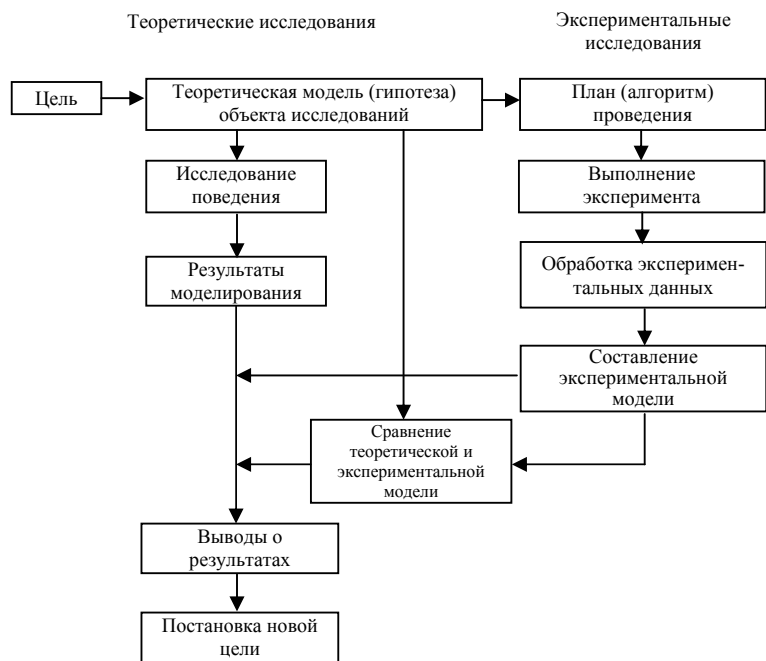 Теоретические исследования
Экспериментальные
исследования
Цель
Теоретическая модель (гипотеза)
объекта исследований
План (алгоритм)
проведения
Исследование
поведения
Выполнение
эксперимента
Результаты
моделирования
Обработка эксперимен-
тальных данных
Составление
экспериментальной
модели
Сравнение
теоретической и
экспериментальной
модели
Выводы о
результатах
Постановка новой
цели